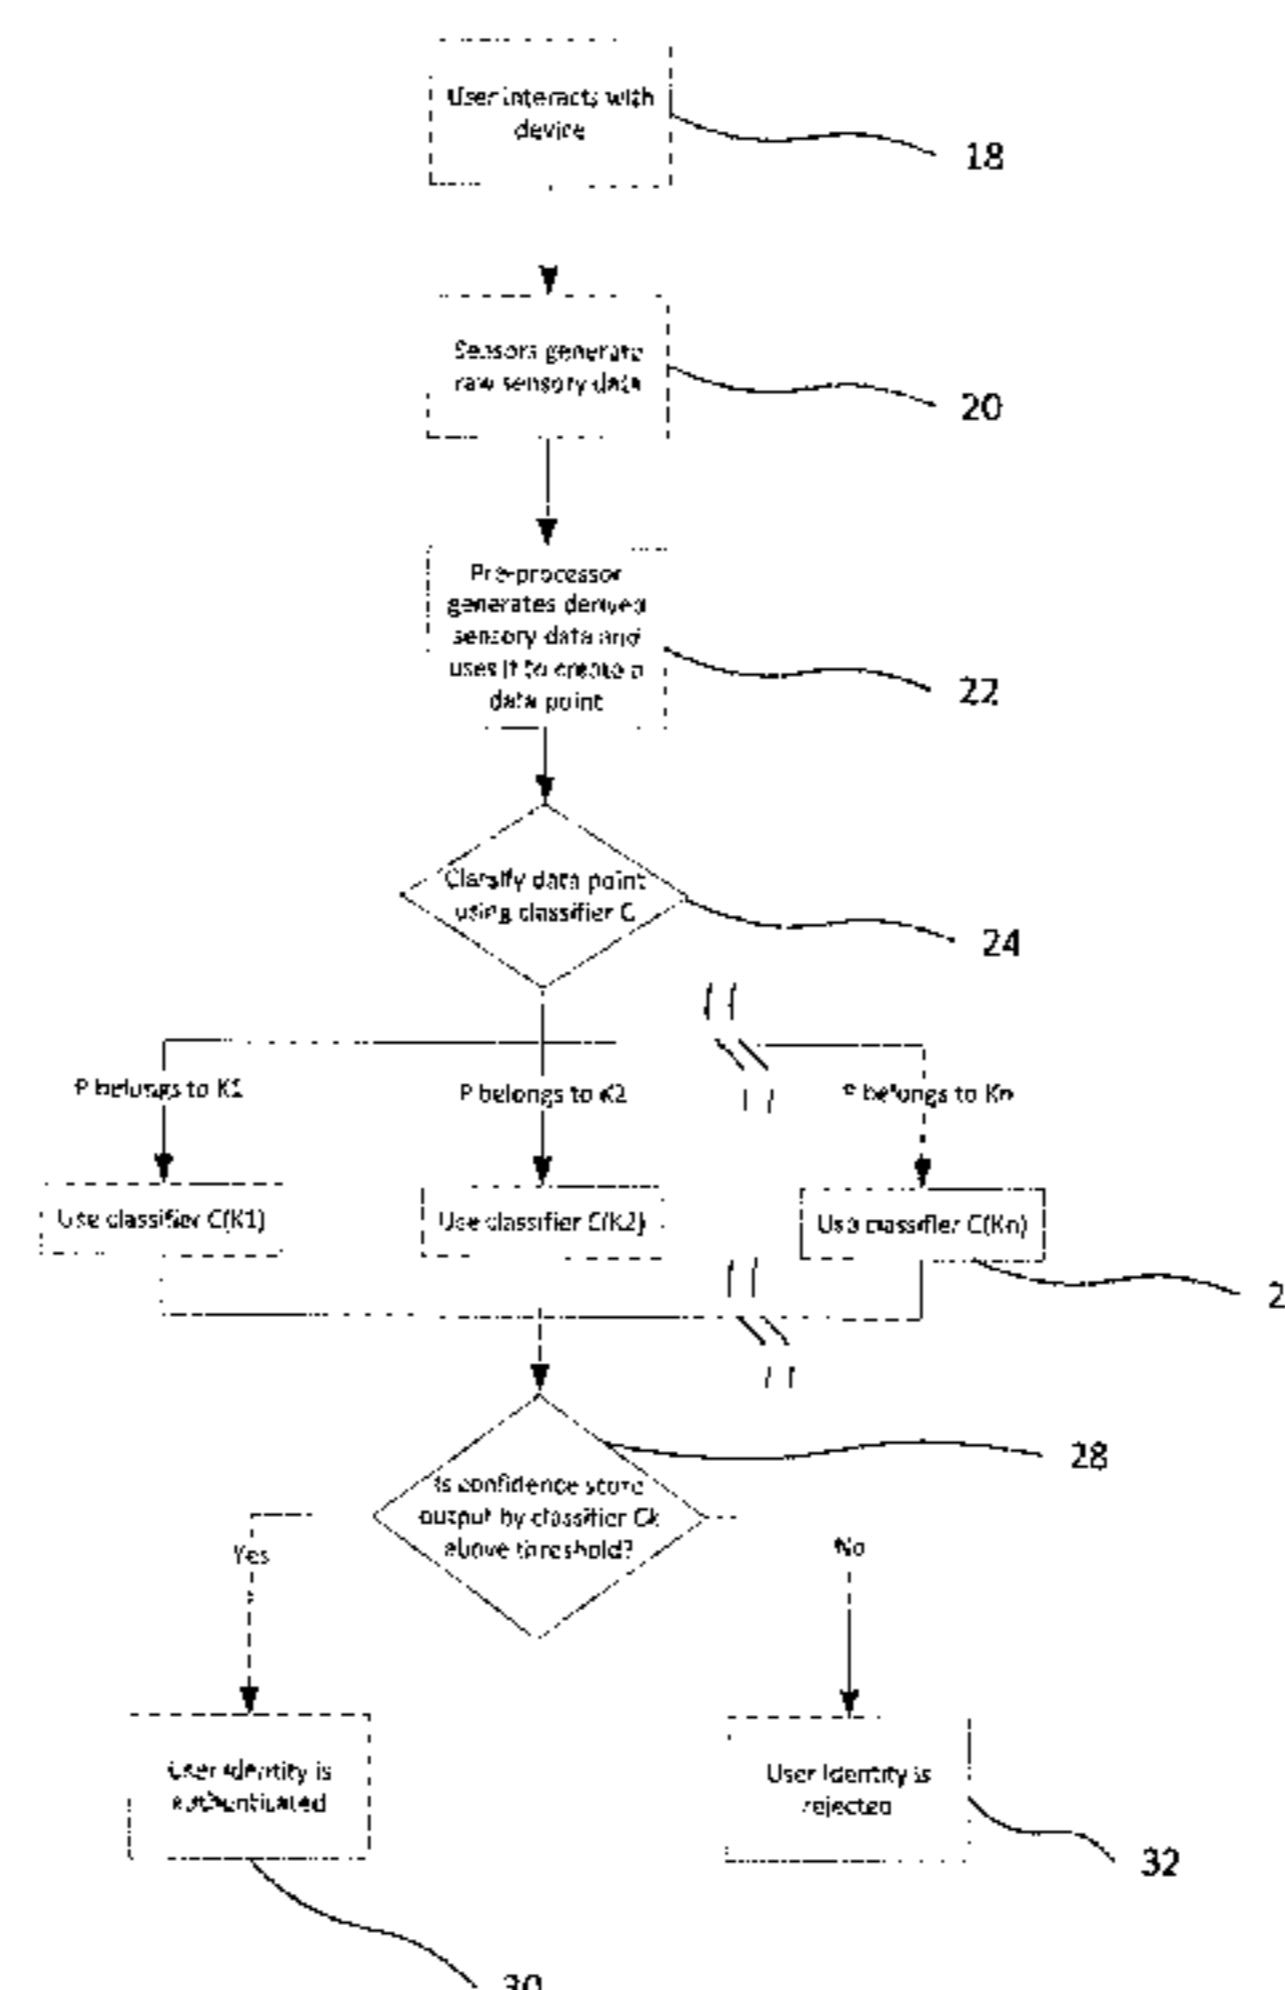 User interacts with
device
18
Sensors generate
raw sensory data
20
Pre-processor
generates derived
sensory data and
uses it to create a
data point
22
Classify data point
using classifier C
24
P belongs to K1
P belongs to K2
P belongs to Kn
Use classifier C(K1)
Use classifier C(K2)
Use classifier C(Kn)
2
28
Is confidence score
output by classifier Ck
above threshold?
Yes
No
User identity is
authenticated
User identity is
rejected
32
30